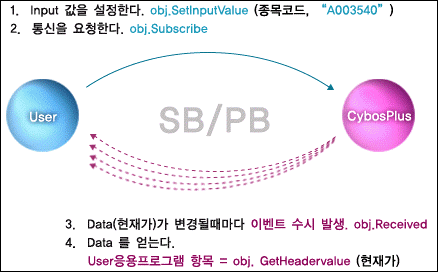 1. Input 값을 설정한다. obj.SetInputValue (종목코드, “A003540”)
2. 통신을 요청한다. obj.Subscribe
User
SB/PB
CybosPlus
3. Data(현재가)가 변경될때마다 이벤트 수시 발생. obj.Received
4. Data 를 얻는다.
User응용프로그램 항목 = obj. GetHeadervalue (현재가)